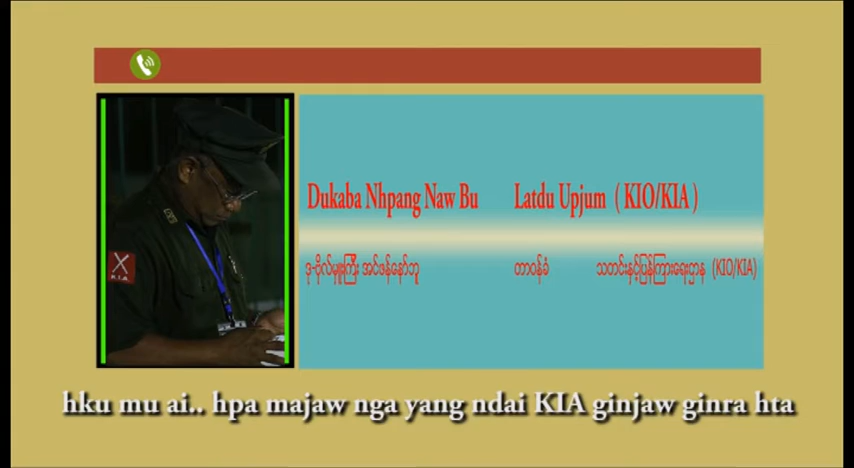 Dukaba Nhpang Naw Bu Latdu Upjum ( KIO/KIA )
ဒု-ဗိုလ်မှူးကြီး အင်ဖန်နော်ဘူ တာဝန်ခံ သတင်းနှင့်ပြန်ကြားရေးဌာန (KIO/KIA)
K.I.A.
hku mu ai.. hpa majaw nga yang ndai KIA ginjaw ginra hta